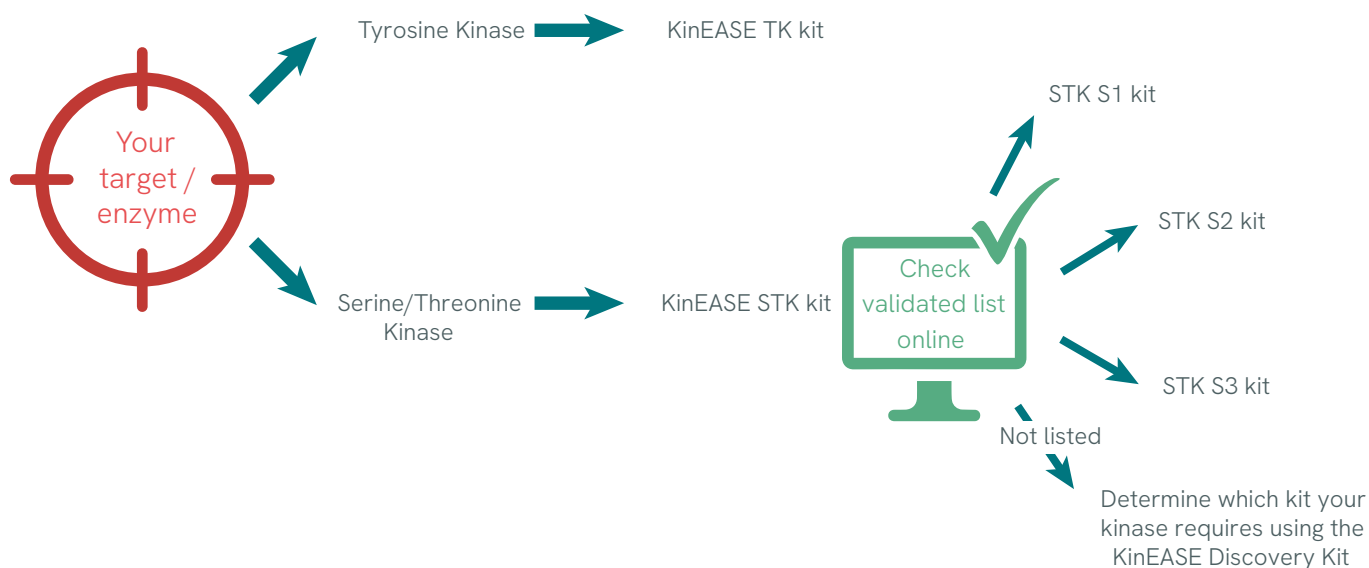 Tyrosine Kinase
KinEASE TK kit
Your
target /
enzyme
STK S1 kit
STK S2 kit
Serine/Threonine
Kinase
KinEASE STK kit
Check
validated list
online
STK S3 kit
Not listed
Determine which kit your
kinase requires using the
KinEASE Discovery Kit